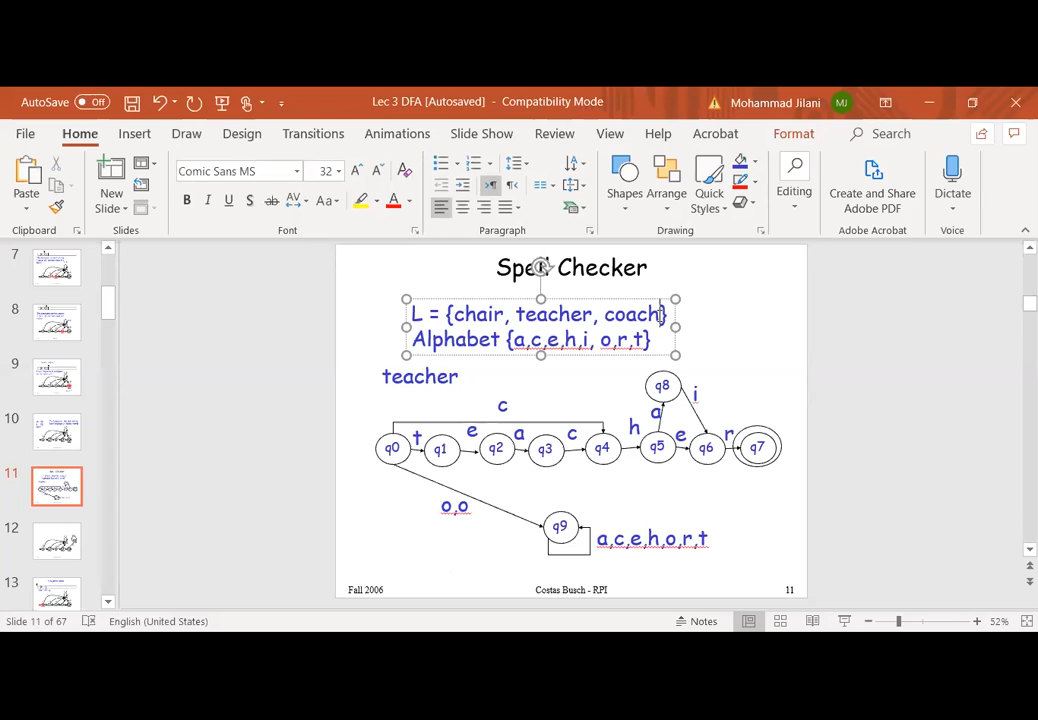 AutoSave Off Lec 3 DFA [Autosaved] - Compatibility Mode Mohammad Jilani MJ
File Home Insert Draw Design Transitions Animations Slide Show Review View Help Acrobat Format Search
Paste New Slide Comic Sans MS 32 Shapes Arrange Quick Styles Editing Create and Share Adobe PDF Dictate
B I U S ab AV Aa A
Clipboard Slides Font Paragraph Drawing Adobe Acrobat Voice
7
8
9
10
11
12
13
Checker
L = {chair, teacher, coach}
Alphabet {a,c,e,h,i, o,r,t}
teacher
c
q8 i
a
t e a c h e r
q0 q1 q2 q3 q4 q5 q6 q7
o,o
q9
a,c,e,h,o,r,t
Fall 2006 Costas Busch - RPI 11
Slide 11 of 67 English (United States) Notes 52%